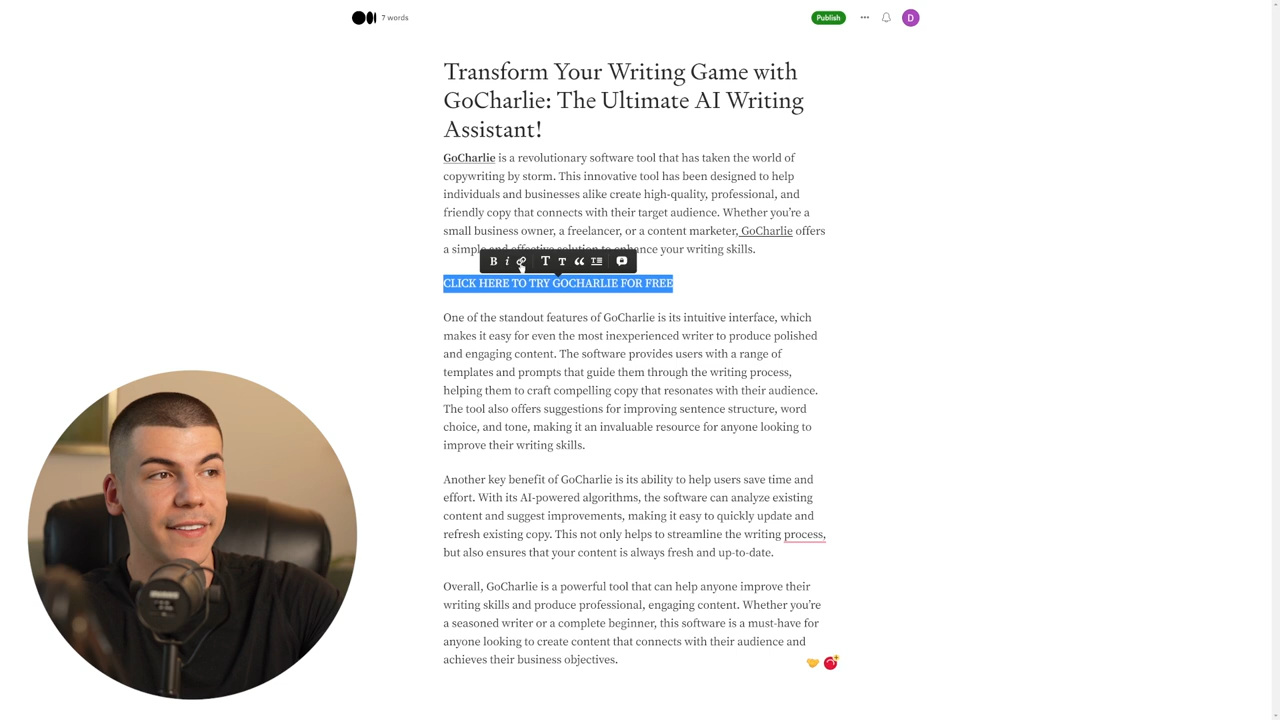 7 words
Publish
D
Transform Your Writing Game with
GoCharlie: The Ultimate AI Writing
Assistant!
GoCharlie is a revolutionary software tool that has taken the world of
copywriting by storm. This innovative tool has been designed to help
individuals and businesses alike create high-quality, professional, and
friendly copy that connects with their target audience. Whether you're a
small business owner, a freelancer, or a content marketer, GoCharlie offers
a simple and effective solution to enhance your writing skills.
B i T T
CLICK HERE TO TRY GOCHARLIE FOR FREE
One of the standout features of GoCharlie is its intuitive interface, which
makes it easy for even the most inexperienced writer to produce polished
and engaging content. The software provides users with a range of
templates and prompts that guide them through the writing process,
helping them to craft compelling copy that resonates with their audience.
The tool also offers suggestions for improving sentence structure, word
choice, and tone, making it an invaluable resource for anyone looking to
improve their writing skills.
Another key benefit of GoCharlie is its ability to help users save time and
effort. With its AI-powered algorithms, the software can analyze existing
content and suggest improvements, making it easy to quickly update and
refresh existing copy. This not only helps to streamline the writing process,
but also ensures that your content is always fresh and up-to-date.
Overall, GoCharlie is a powerful tool that can help anyone improve their
writing skills and produce professional, engaging content. Whether you're
a seasoned writer or a complete beginner, this software is a must-have for
anyone looking to create content that connects with their audience and
achieves their business objectives.